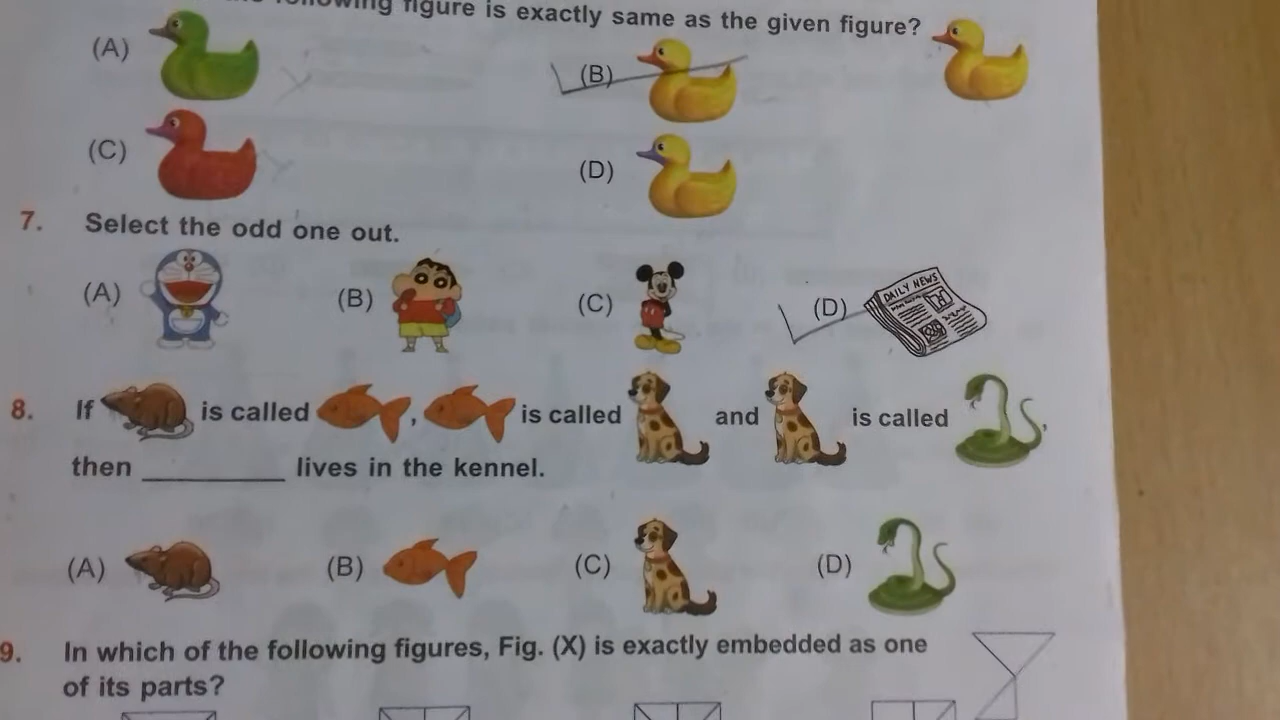 following figure is exactly same as the given figure?
(A) (B)
(C) (D)
7. Select the odd one out.
(A) (B) (C) (D) DAILY NEWS
8. If is called , is called and is called ,
then ________ lives in the kennel.
(A) (B) (C) (D)
9. In which of the following figures, Fig. (X) is exactly embedded as one
of its parts?